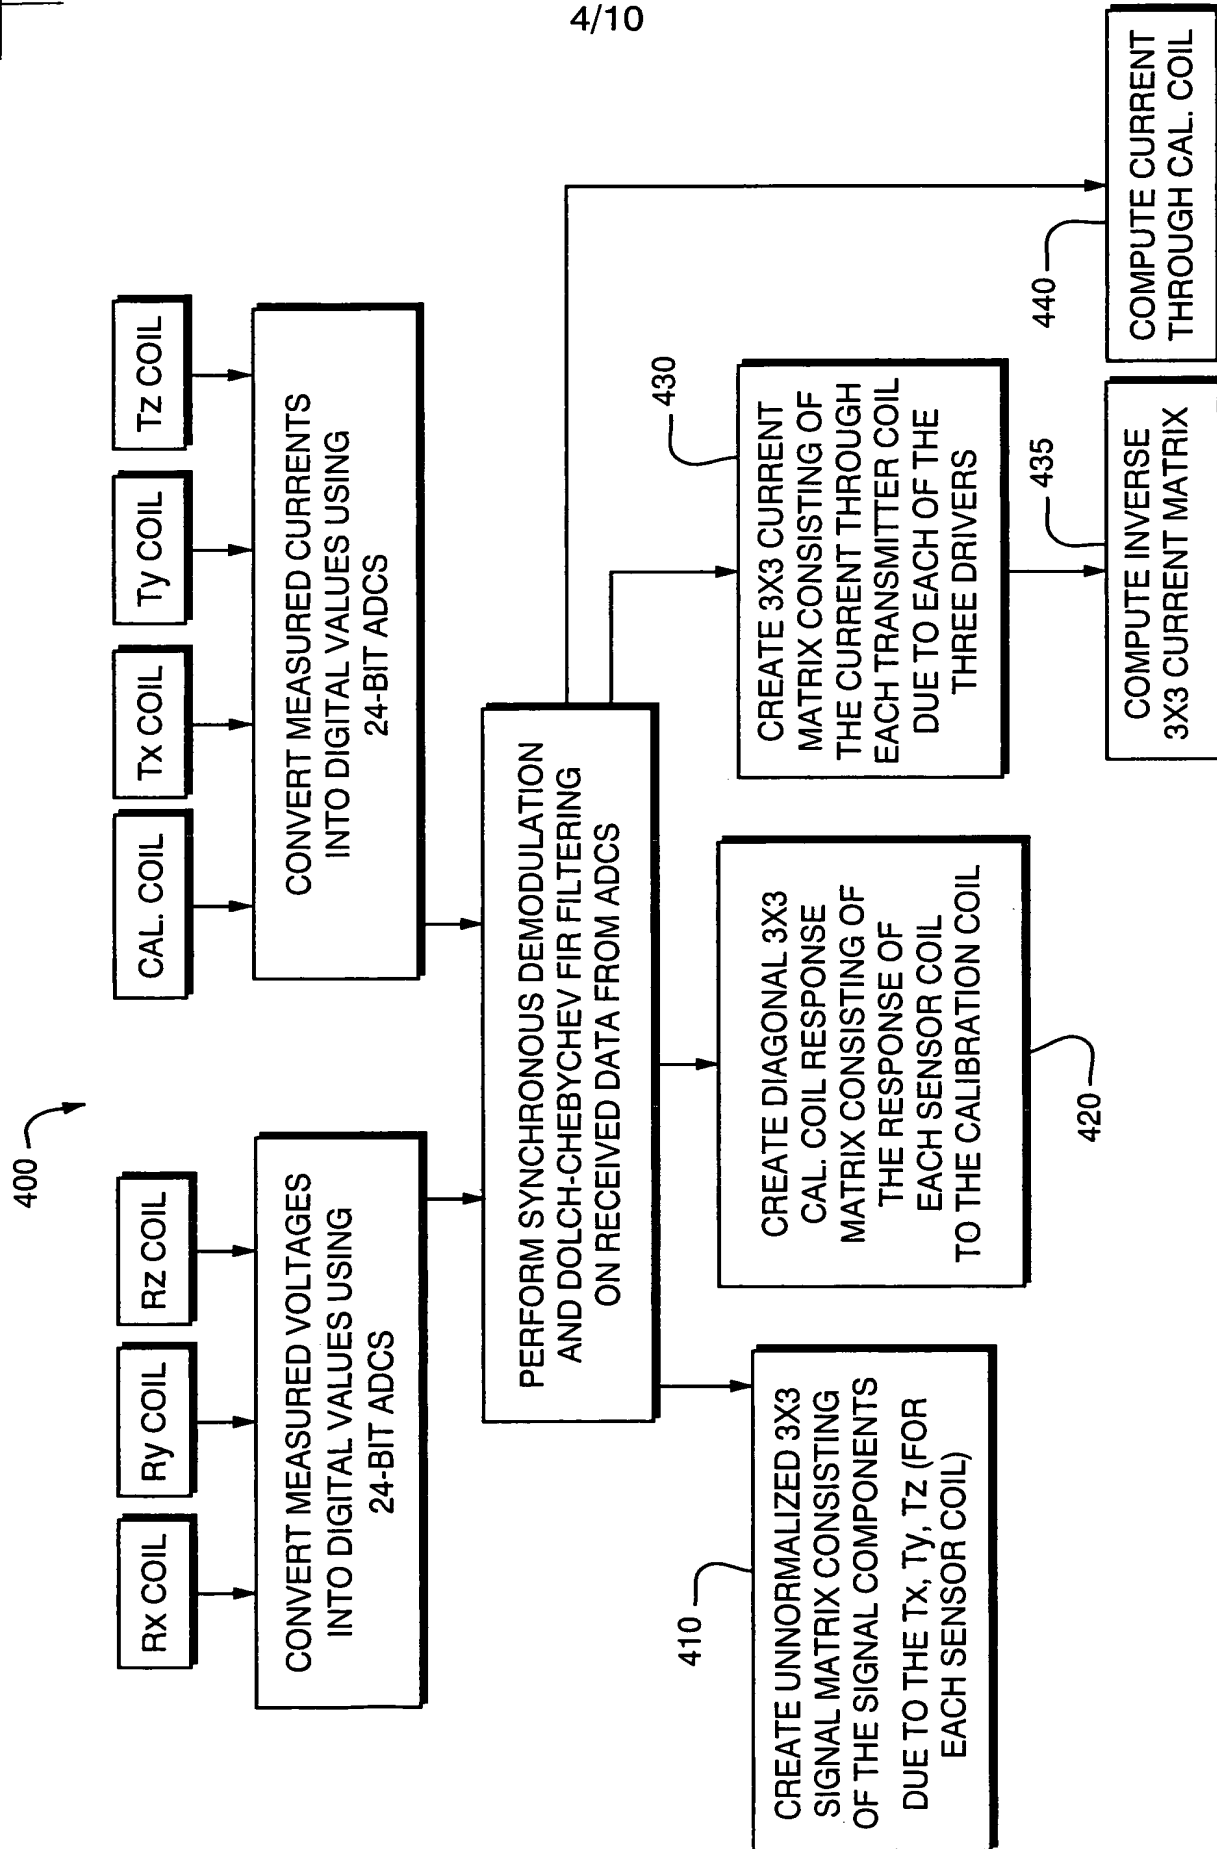 4/10
400
Rx COIL
Ry COIL
Rz COIL
CAL. COIL
Tx COIL
Ty COIL
Tz COIL
CONVERT MEASURED VOLTAGES
INTO DIGITAL VALUES USING
24-BIT ADCS
CONVERT MEASURED CURRENTS
INTO DIGITAL VALUES USING
24-BIT ADCS
PERFORM SYNCHRONOUS DEMODULATION
AND DOLCH-CHEBYCHEV FIR FILTERING
ON RECEIVED DATA FROM ADCS
410
CREATE UNNORMALIZED 3X3
SIGNAL MATRIX CONSISTING
OF THE SIGNAL COMPONENTS
DUE TO THE Tx, Ty, Tz (FOR
EACH SENSOR COIL)
CREATE DIAGONAL 3X3
CAL. COIL RESPONSE
MATRIX CONSISTING OF
THE RESPONSE OF
EACH SENSOR COIL
TO THE CALIBRATION COIL
420
430
CREATE 3X3 CURRENT
MATRIX CONSISTING OF
THE CURRENT THROUGH
EACH TRANSMITTER COIL
DUE TO EACH OF THE
THREE DRIVERS
435
COMPUTE INVERSE
3X3 CURRENT MATRIX
440
COMPUTE CURRENT
THROUGH CAL. COIL